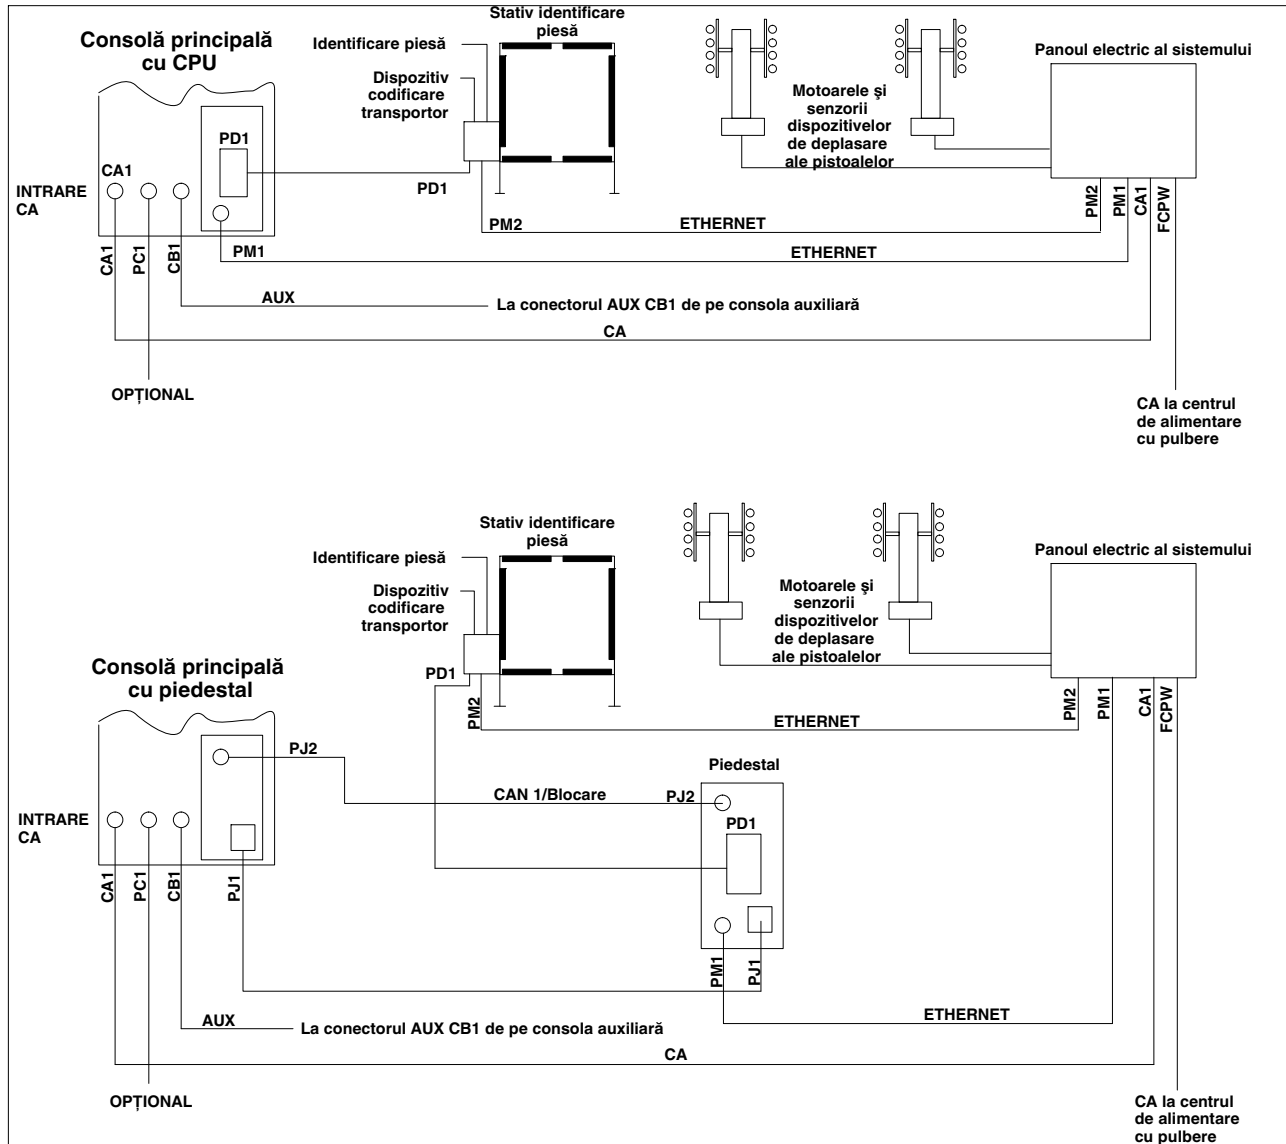 Consolă principală
cu CPU
Identificare piesă
Dispozitiv
codificare
transportor
Stativ identificare
piesă
Motoarele şi
senzorii
dispozitivelor
de deplasare
ale pistoalelor
Panoul electric al sistemului
PD1
CA1
INTRARE
CA
PD1
PM2
ETHERNET
PM2
PM1
CA1
FCPW
CA1
PC1
CB1
PM1
ETHERNET
AUX
La conectorul AUX CB1 de pe consola auxiliară
CA
OPŢIONAL
CA la centrul
de alimentare
cu pulbere
Stativ identificare
piesă
Identificare piesă
Dispozitiv
codificare
transportor
Motoarele şi
senzorii
dispozitivelor
de deplasare
ale pistoalelor
Panoul electric al sistemului
Consolă principală
cu piedestal
PD1
PM2
ETHERNET
PM2
PM1
CA1
FCPW
PJ2
Piedestal
CAN 1/Blocare
PJ2
PD1
INTRARE
CA
CA1
PC1
CB1
PJ1
PM1
PJ1
ETHERNET
AUX
La conectorul AUX CB1 de pe consola auxiliară
CA
OPŢIONAL
CA la centrul
de alimentare
cu pulbere